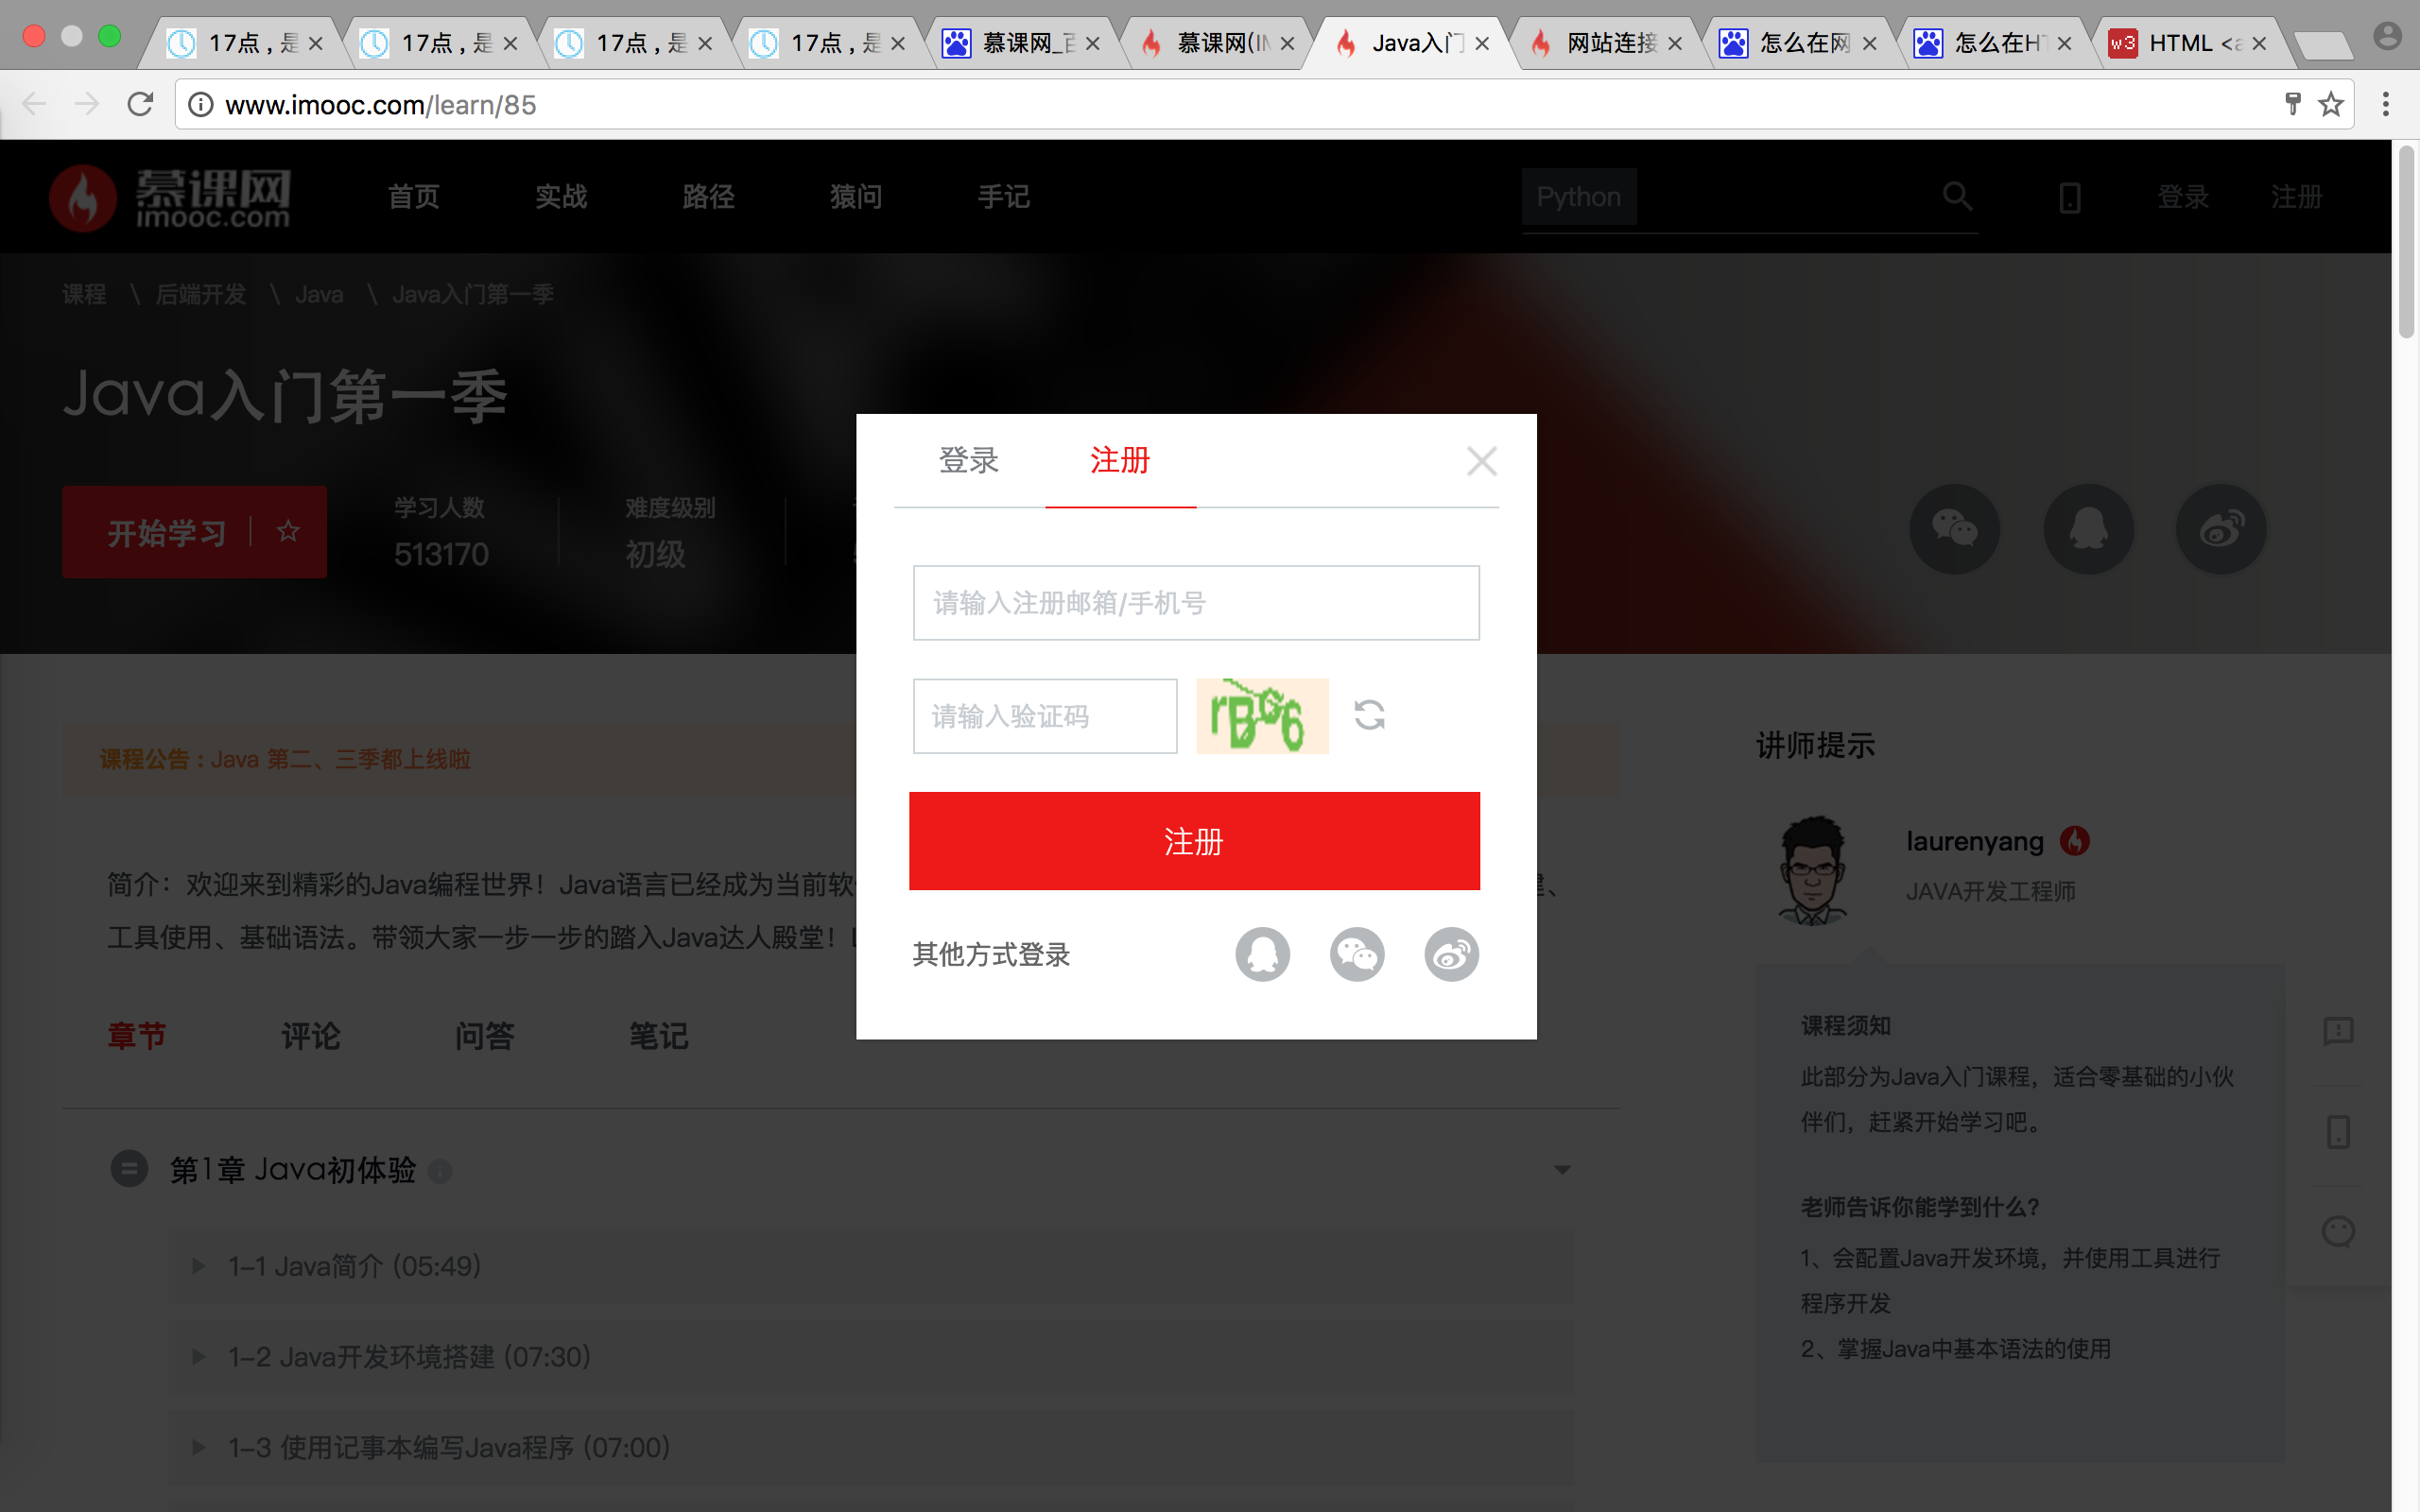 17点，是
17点，是
17点，是
17点，是
慕课网_百
慕课网(IM
Java入门
网站连接
怎么在网
怎么在HT
w3 HTML <a
www.imooc.com/learn/85
慕课网
imooc.com
首页 实战 路径 猿问 手记 Python 登录 注册
课程 \ 后端开发 \ Java \ Java入门第一季
Java入门第一季
开始学习
学习人数
513170
难度级别
初级
登录 注册
请输入注册邮箱/手机号
请输入验证码
注册
其他方式登录
课程公告：Java 第二、三季都上线啦
简介：欢迎来到精彩的Java编程世界！Java语言已经成为当前软
工具使用、基础语法。带领大家一步一步的踏入Java达人殿堂！
章节 评论 问答 笔记
第1章 Java初体验
1-1 Java简介 (05:49)
1-2 Java开发环境搭建 (07:30)
1-3 使用记事本编写Java程序 (07:00)
讲师提示
laurenyang
JAVA开发工程师
课程须知
此部分为Java入门课程，适合零基础的小伙
伴们，赶紧开始学习吧。
老师告诉你能学到什么?
1、会配置Java开发环境，并使用工具进行
程序开发
2、掌握Java中基本语法的使用